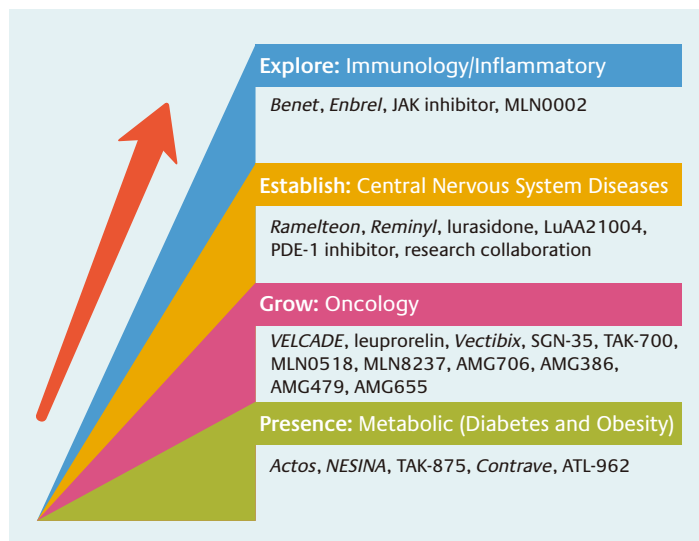 Explore: Immunology/Inflammatory
Benet, Enbrel, JAK inhibitor, MLN0002
Establish: Central Nervous System Diseases
Ramelteon, Reminyl, lurasidone, LuAA21004,
PDE-1 inhibitor, research collaboration
Grow: Oncology
VELCADE, leuprorelin, Vectibix, SGN-35, TAK-700,
MLN0518, MLN8237, AMG706, AMG386,
AMG479, AMG655
Presence: Metabolic (Diabetes and Obesity)
Actos, NESINA, TAK-875, Contrave, ATL-962